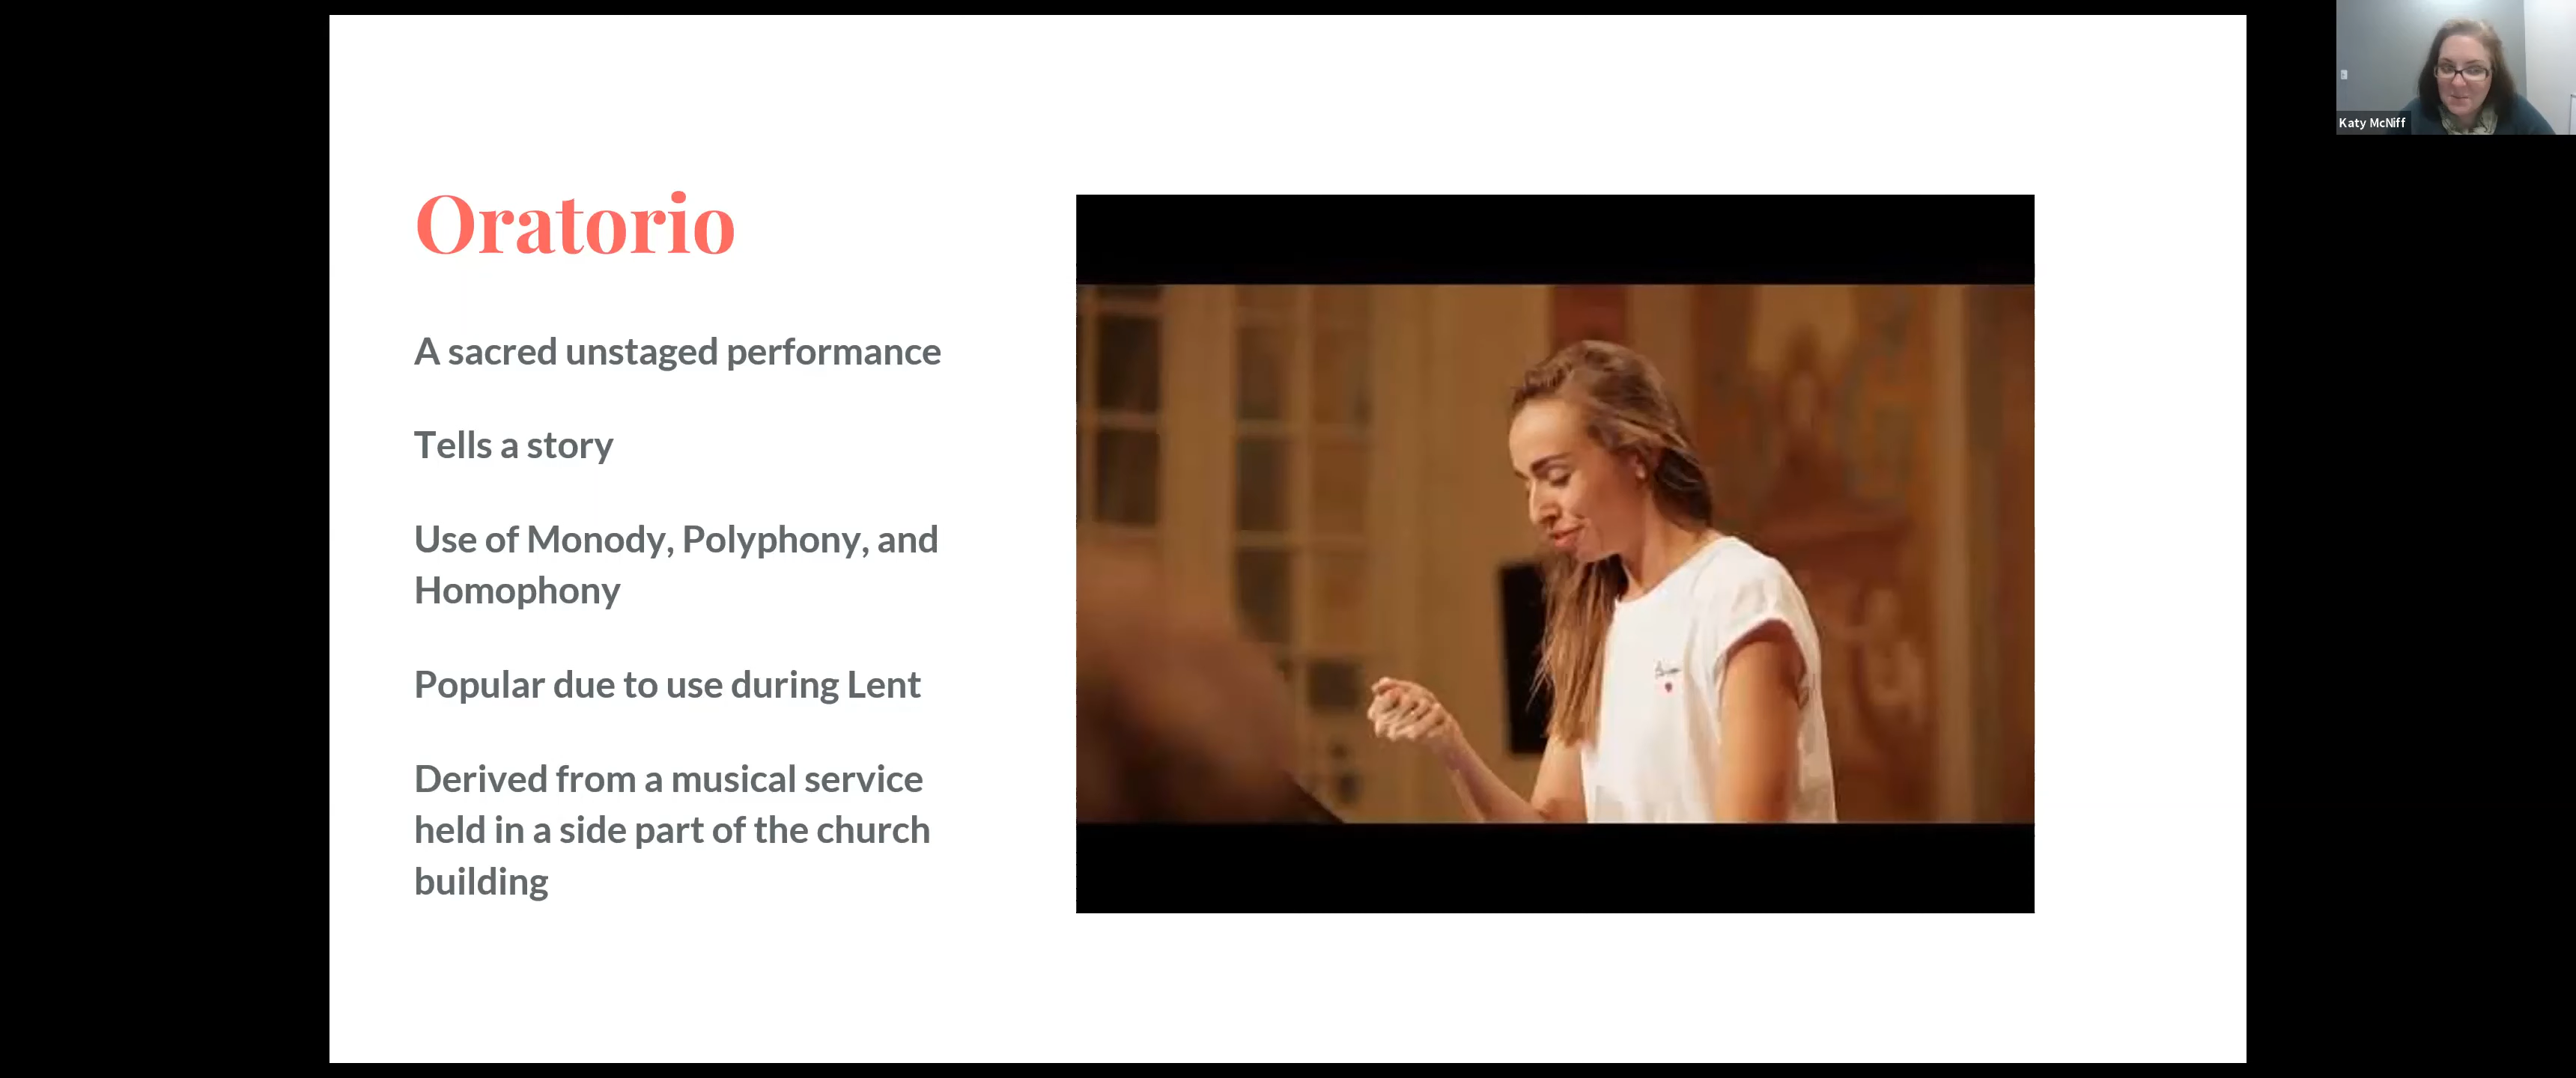 Oratorio
A sacred unstaged performance
Tells a story
Use of Monody, Polyphony, and
Homophony
Popular due to use during Lent
Derived from a musical service
held in a side part of the church
building
Katy McNiff